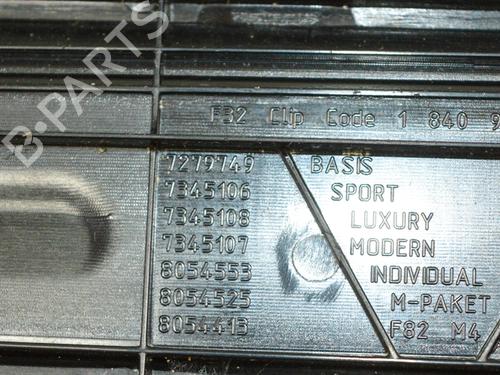 B-PARTS
F32 Clip Code 1 840 9
7279749 BASIS
7345106 SPORT
7345108 LUXURY
7345107 MODERN
8054553 INDIVIDUAL
8054525 M-PAKET
8054413 F82 M4